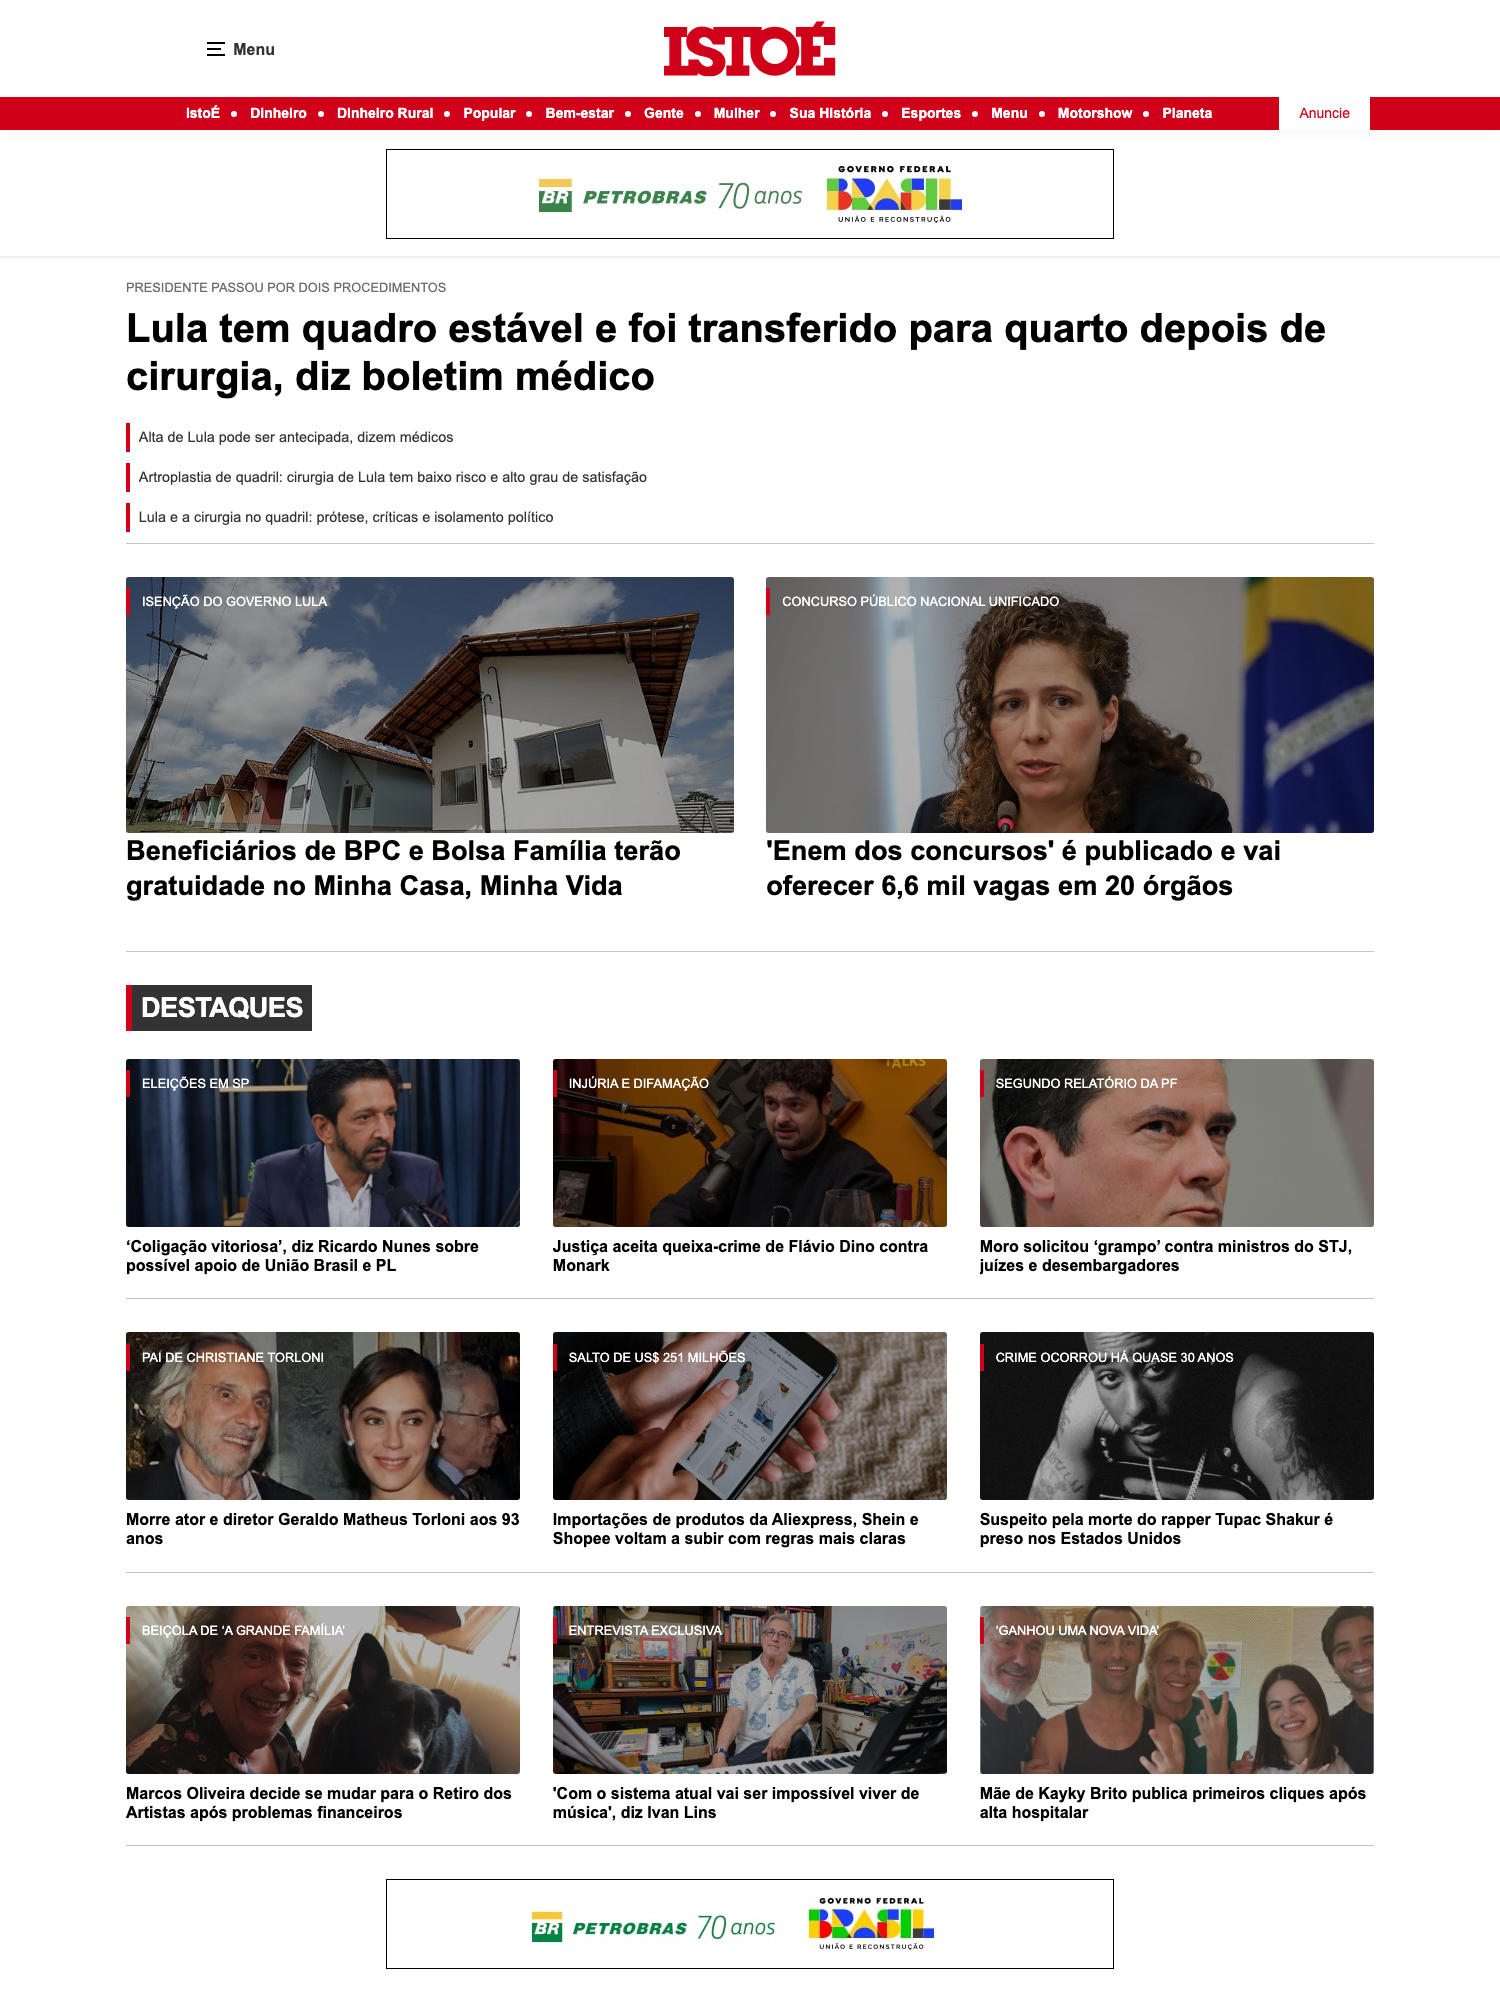 Menu
ISTOÉ
IstoÉ • Dinheiro • Dinheiro Rural • Popular • Bem-estar • Gente • Mulher • Sua História • Esportes • Menu • Motorshow • Planeta
Anuncie
BR PETROBRAS 70 anos
GOVERNO FEDERAL
BRASIL
UNIÃO E RECONSTRUÇÃO
PRESIDENTE PASSOU POR DOIS PROCEDIMENTOS
Lula tem quadro estável e foi transferido para quarto depois de
cirurgia, diz boletim médico
Alta de Lula pode ser antecipada, dizem médicos
Artroplastia de quadril: cirurgia de Lula tem baixo risco e alto grau de satisfação
Lula e a cirurgia no quadril: prótese, críticas e isolamento político
ISENÇÃO DO GOVERNO LULA
Beneficiários de BPC e Bolsa Família terão
gratuidade no Minha Casa, Minha Vida
CONCURSO PÚBLICO NACIONAL UNIFICADO
'Enem dos concursos' é publicado e vai
oferecer 6,6 mil vagas em 20 órgãos
DESTAQUES
ELEIÇÕES EM SP
‘Coligação vitoriosa’, diz Ricardo Nunes sobre
possível apoio de União Brasil e PL
TALKS
INJÚRIA E DIFAMAÇÃO
Justiça aceita queixa-crime de Flávio Dino contra
Monark
SEGUNDO RELATÓRIO DA PF
Moro solicitou ‘grampo’ contra ministros do STJ,
juízes e desembargadores
PAI DE CHRISTIANE TORLONI
Morre ator e diretor Geraldo Matheus Torloni aos 93
anos
SALTO DE US$ 251 MILHÕES
Importações de produtos da Aliexpress, Shein e
Shopee voltam a subir com regras mais claras
CRIME OCORROU HÁ QUASE 30 ANOS
Suspeito pela morte do rapper Tupac Shakur é
preso nos Estados Unidos
BEIÇOLA DE ‘A GRANDE FAMÍLIA’
Marcos Oliveira decide se mudar para o Retiro dos
Artistas após problemas financeiros
ENTREVISTA EXCLUSIVA
'Com o sistema atual vai ser impossível viver de
música', diz Ivan Lins
‘GANHOU UMA NOVA VIDA’
Mãe de Kayky Brito publica primeiros cliques após
alta hospitalar
BR PETROBRAS 70 anos
GOVERNO FEDERAL
BRASIL
UNIÃO E RECONSTRUÇÃO